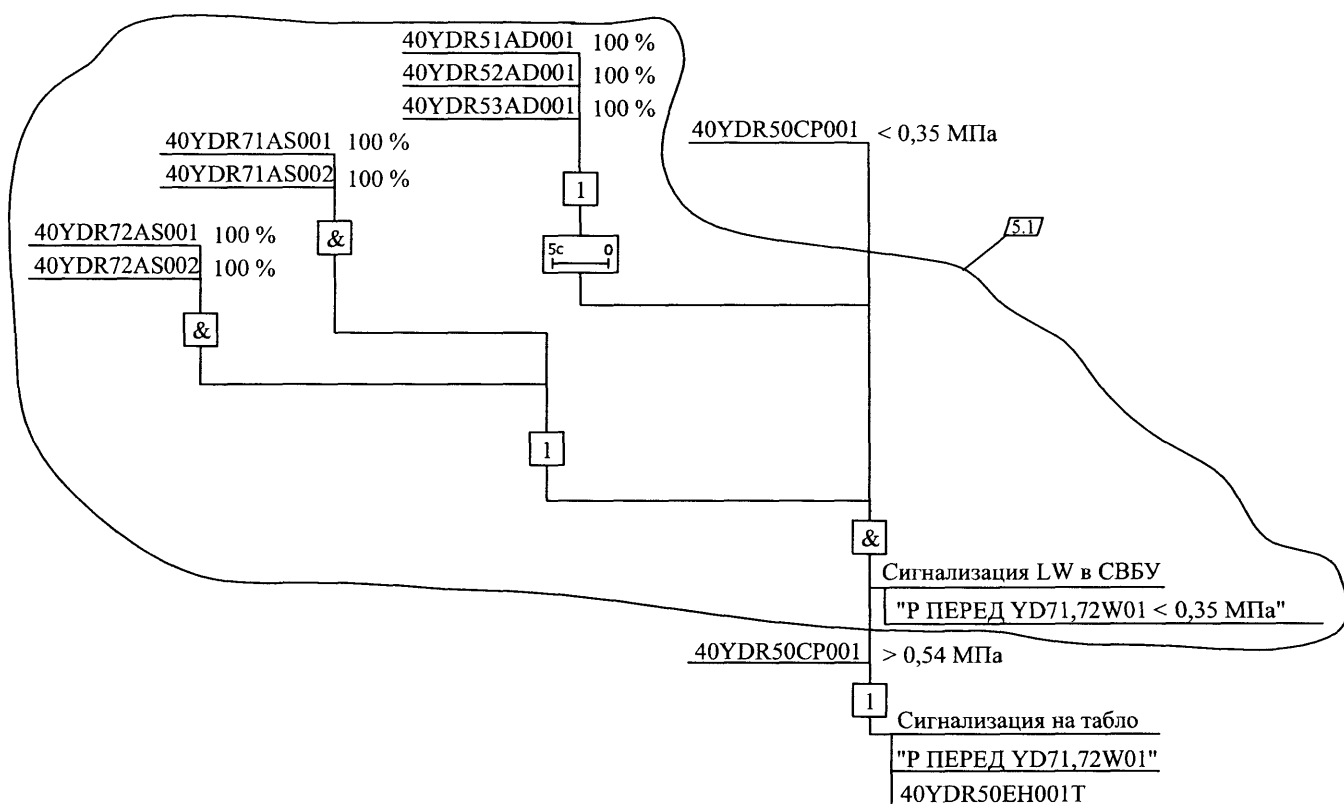 40YDR51AD001 100 %
40YDR52AD001 100 %
40YDR53AD001 100 %
40YDR50CP001 < 0,35 МПа
40YDR71AS001 100 %
40YDR71AS002 100 %
1
5.1
40YDR72AS001 100 %
40YDR72AS002 100 %
&
5с 0
&
1
&
Сигнализация LW в СВБУ
"Р ПЕРЕД YD71,72W01 < 0,35 МПа"
40YDR50CP001 > 0,54 МПа
1
Сигнализация на табло
"Р ПЕРЕД YD71,72W01"
40YDR50EH001T